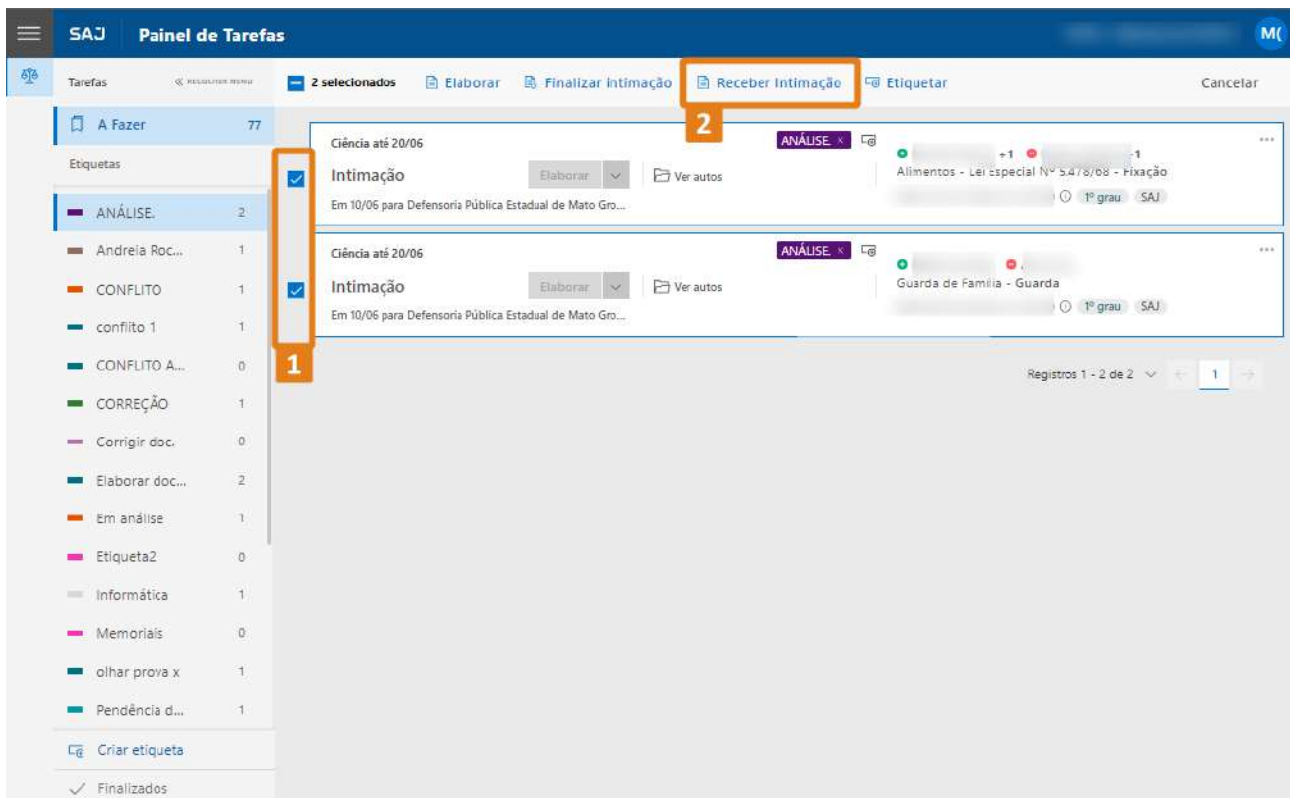 SAJ Painel de Tarefas M(
Tarefas « RECOLHER MENU
2 selecionados Elaborar Finalizar intimação Receber Intimação Etiquetar Cancelar
2
A Fazer 77
Etiquetas
ANÁLISE. 2
Andreia Roc... 1
CONFLITO 1
conflito 1 1
CONFLITO A... 0
CORREÇÃO 1
Corrigir doc. 0
Elaborar doc... 2
Em análise 1
Etiqueta2 0
Informática 1
Memoriais 0
olhar prova x 1
Pendência d... 1
Criar etiqueta
Finalizados
1
Ciência até 20/06 ANÁLISE. ×
Intimação Elaborar Ver autos
Em 10/06 para Defensoria Pública Estadual de Mato Gro...
+1 -1
Alimentos - Lei Especial Nº 5.478/68 - Fixação
1º grau SAJ
Ciência até 20/06 ANÁLISE. ×
Intimação Elaborar Ver autos
Em 10/06 para Defensoria Pública Estadual de Mato Gro...
Guarda de Família - Guarda
1º grau SAJ
Registros 1 - 2 de 2 ← 1 →